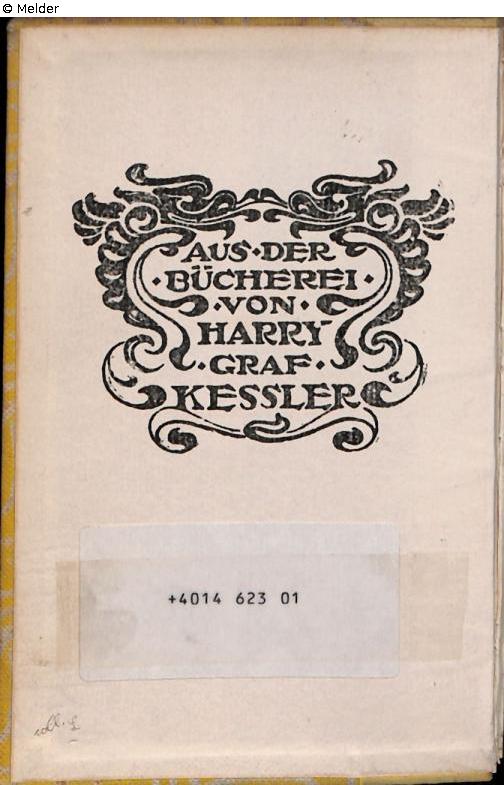 © Melder
AUS·DER
·BÜCHEREI·
·VON·
HARRY
·GRAF·
KESSLER
+4014 623 01